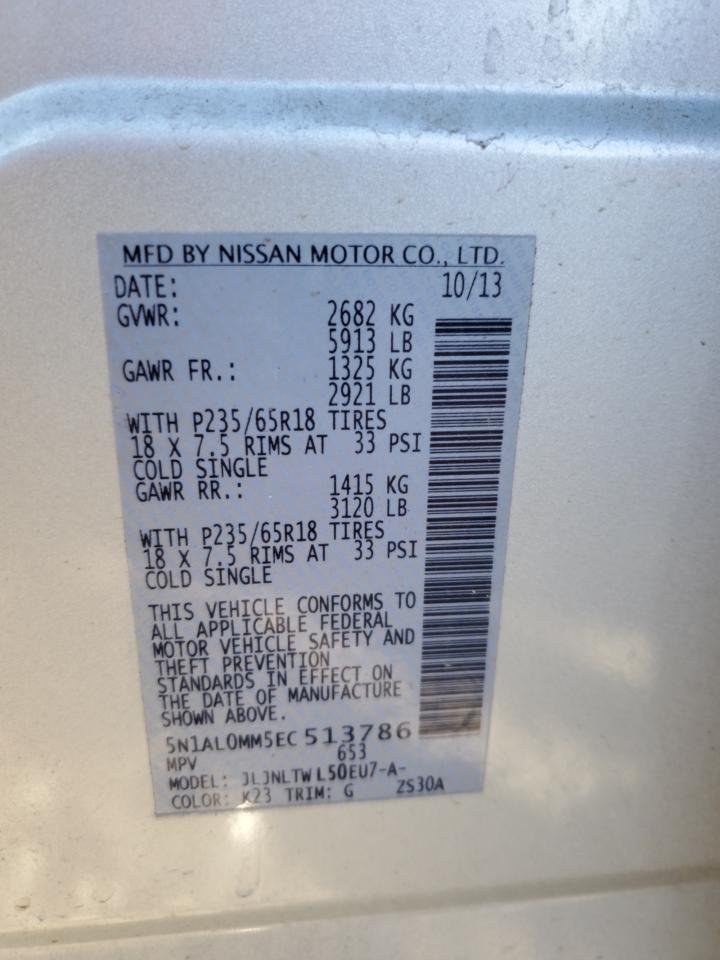 MFD BY NISSAN MOTOR CO., LTD.
DATE: 10/13
GVWR: 2682 KG
5913 LB
GAWR FR.: 1325 KG
2921 LB
WITH P235/65R18 TIRES
18 X 7.5 RIMS AT 33 PSI
COLD SINGLE
GAWR RR.: 1415 KG
3120 LB
WITH P235/65R18 TIRES
18 X 7.5 RIMS AT 33 PSI
COLD SINGLE
THIS VEHICLE CONFORMS TO
ALL APPLICABLE FEDERAL
MOTOR VEHICLE SAFETY AND
THEFT PREVENTION
STANDARDS IN EFFECT ON
THE DATE OF MANUFACTURE
SHOWN ABOVE.
5N1AL0MM5EC 513786
MPV 653
MODEL: JLJNLTW L50EU7-A-
COLOR: K23 TRIM: G ZS30A